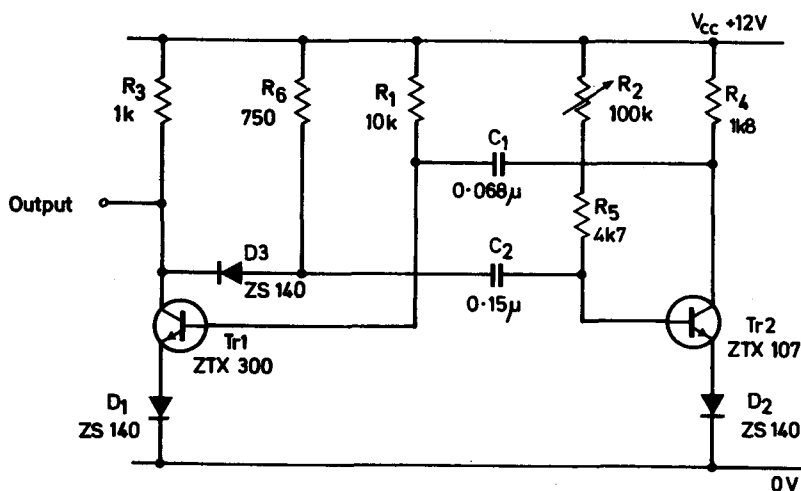 V_CC +12V
R3
1k
R6
750
R1
10k
R2
100k
R4
1k8
C1
0·068µ
Output
R5
4k7
D3
ZS 140
C2
0·15µ
Tr1
ZTX 300
Tr2
ZTX 107
D1
ZS 140
D2
ZS 140
0V